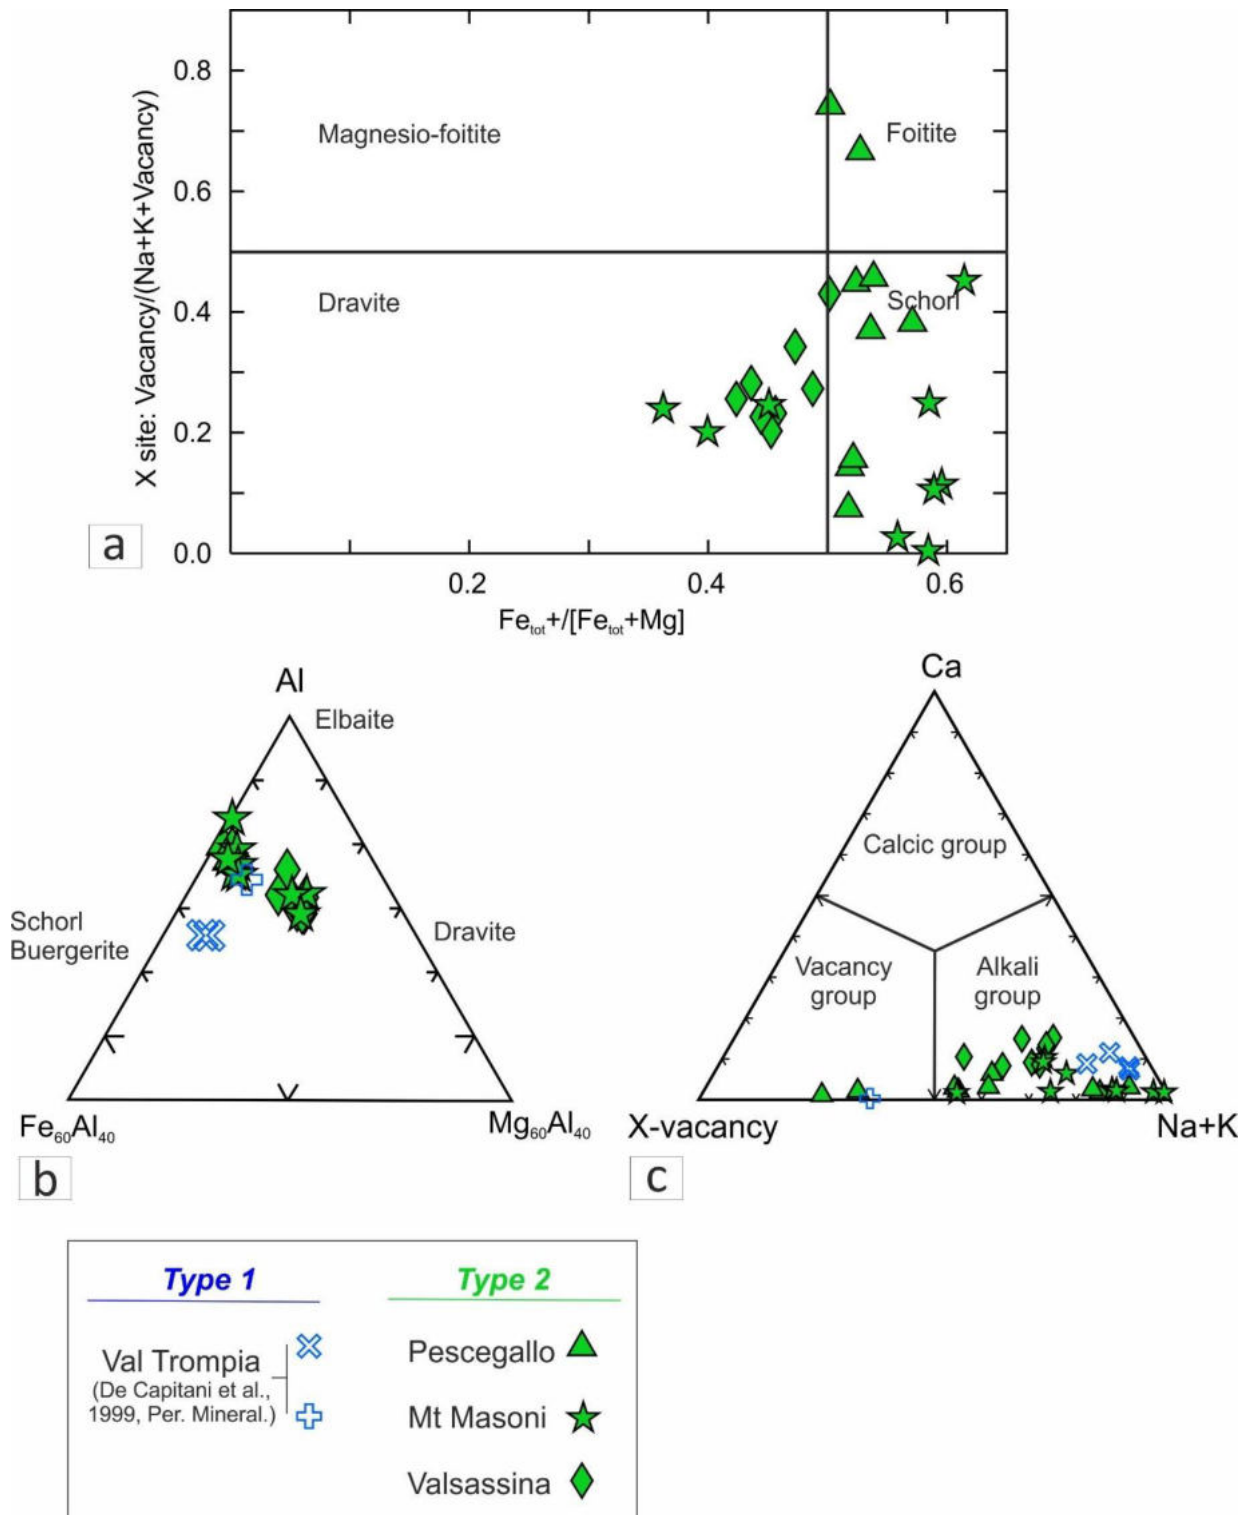 0.8
Magnesio-foitite
Foitite
0.6
X site: Vacancy/(Na+K+Vacancy)
Dravite
Schorl
0.4
0.2
0.0
a
0.2
0.4
0.6
Fetot+/[Fetot+Mg]
Al
Elbaite
Schorl
Buergerite
Dravite
Fe60Al40
Mg60Al40
b
Ca
Calcic group
Vacancy
group
Alkali
group
X-vacancy
Na+K
c
Type 1
Val Trompia
(De Capitani et al.,
1999, Per. Mineral.)
Type 2
Pescegallo
Mt Masoni
Valsassina